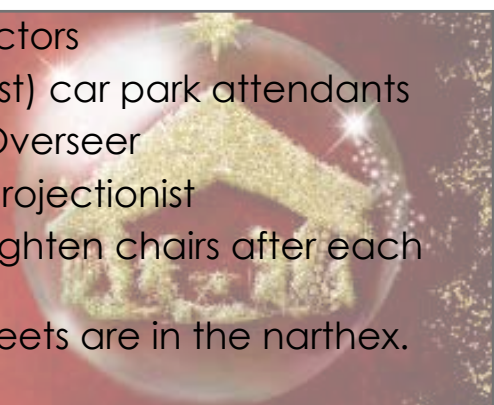 ctors
st) car park attendants
Overseer
rojectionist
ghten chairs after each
eets are in the narthex.